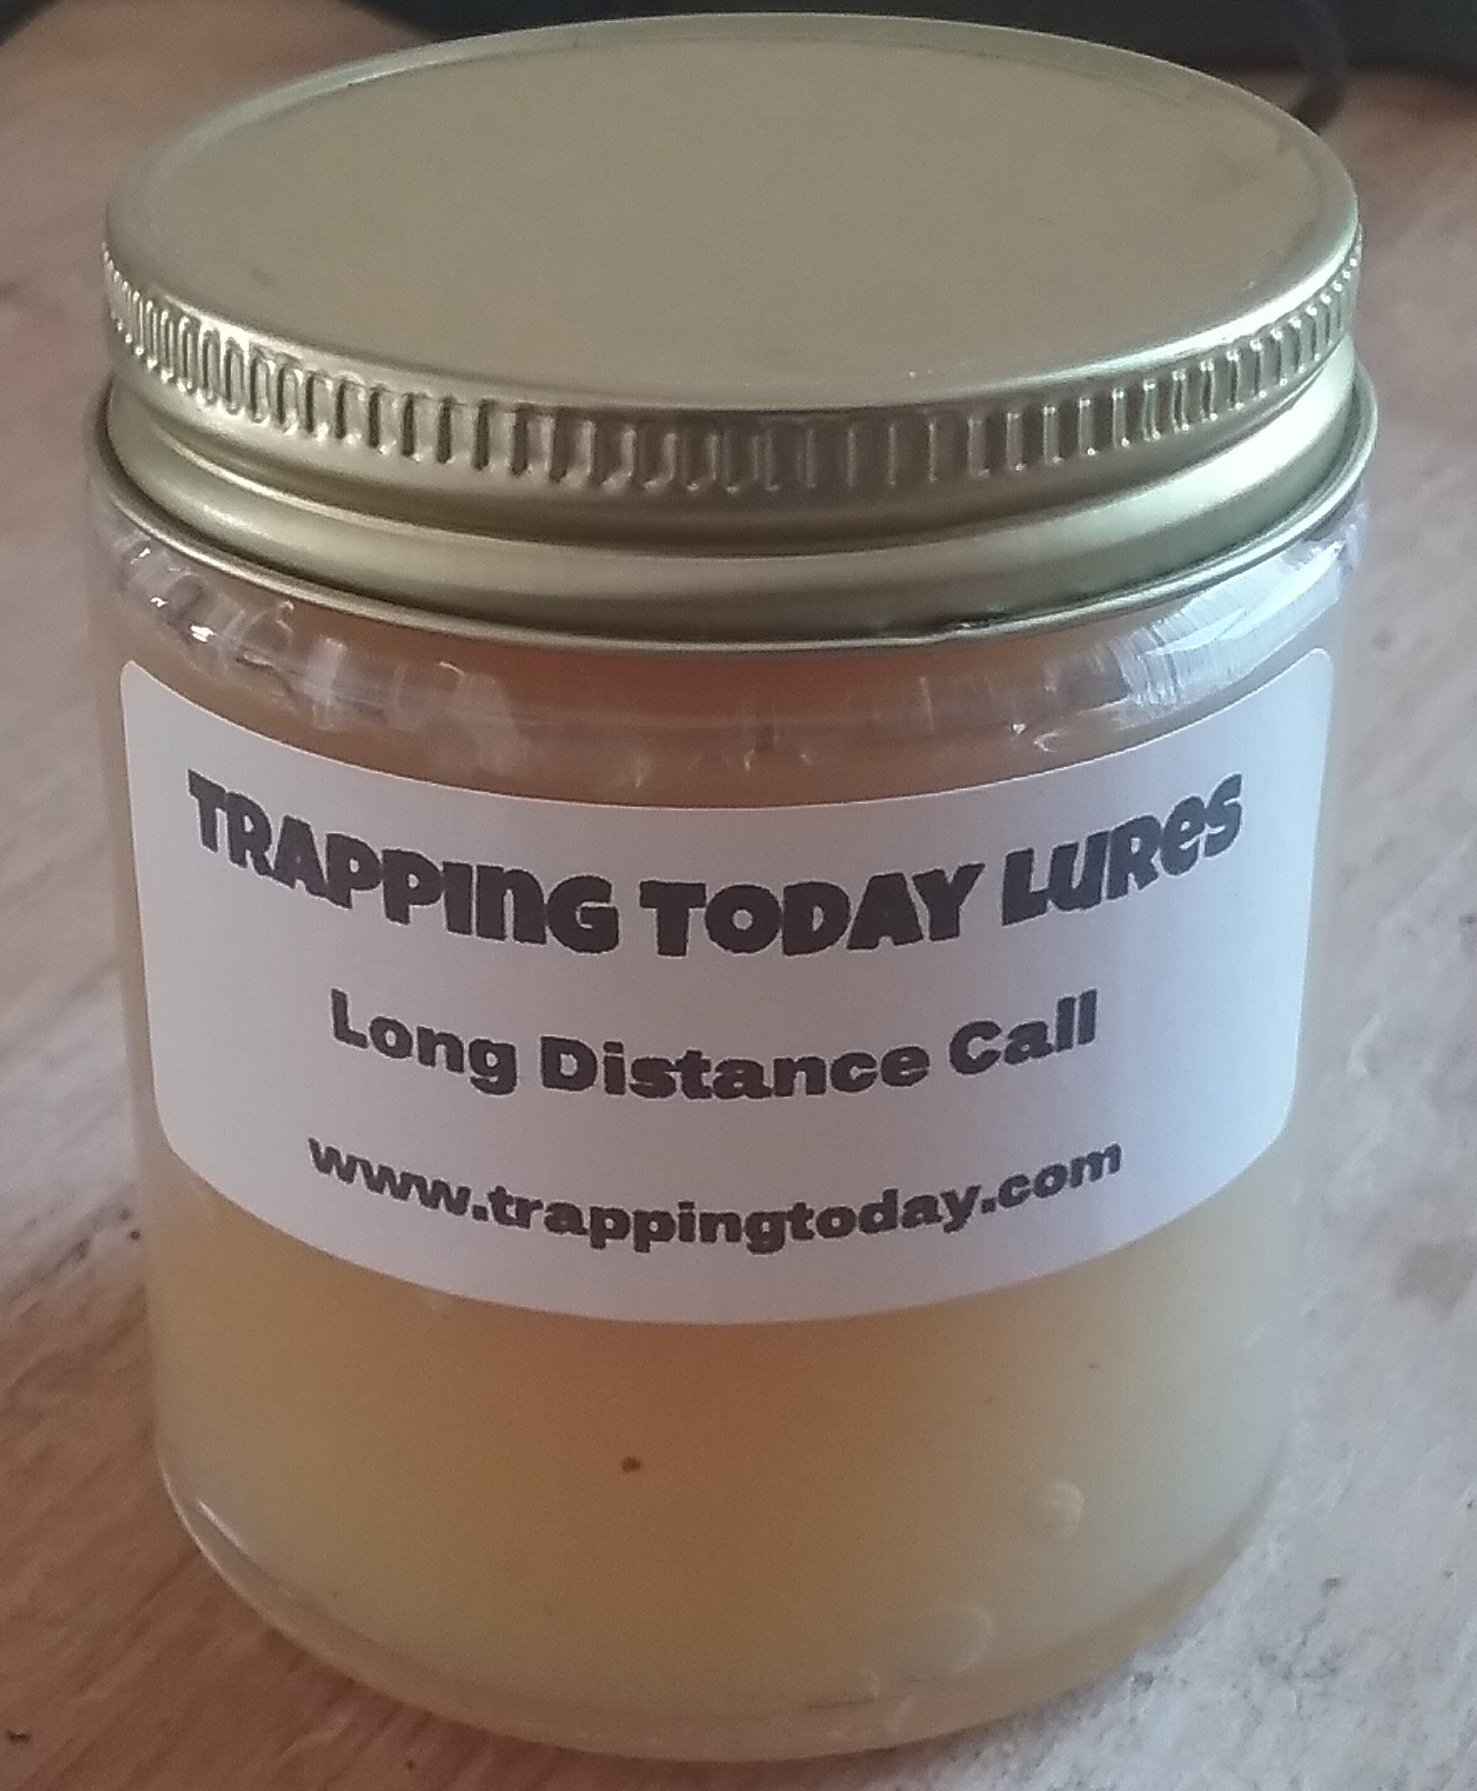 TRAPPING TODAY LURES
Long Distance Call
www.trappingtoday.com